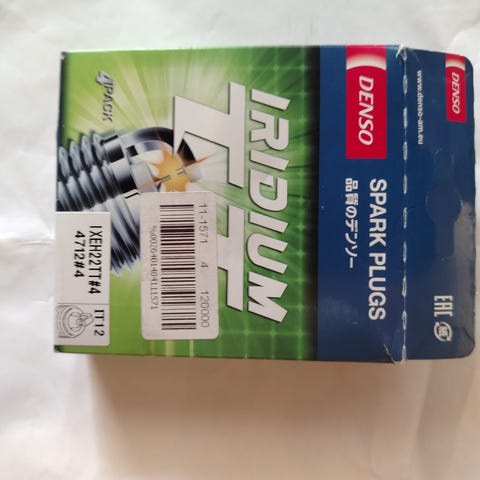 DENSO
www.denso-am.eu
EAC
DENSO
SPARK PLUGS
品質のデンソー
IRIDIUM
TT
4PACK
11-1571 4 120000
IXEH22TT#4
4712#4
IT12